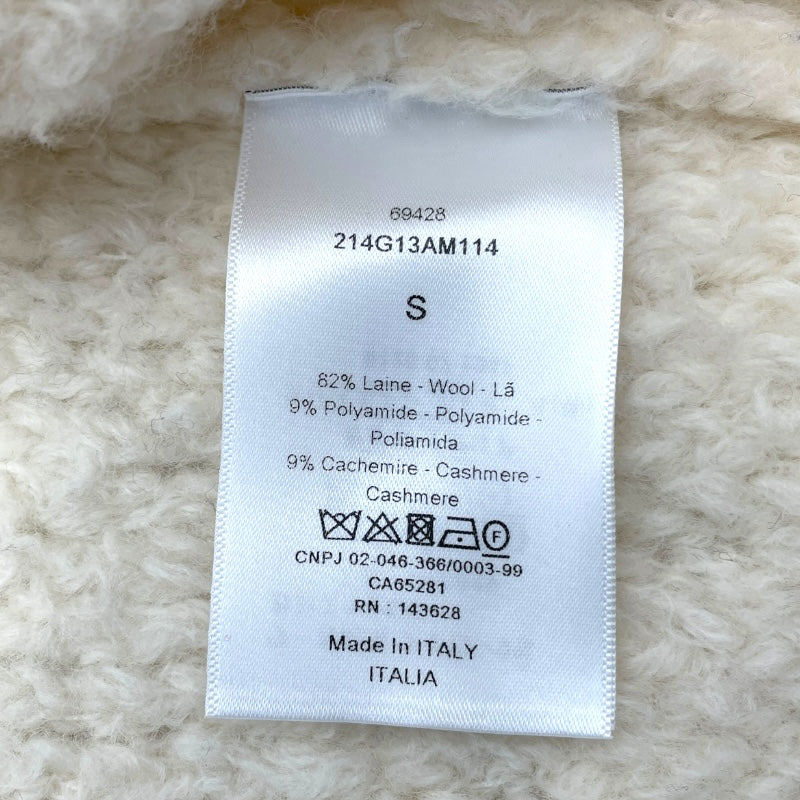 69428
214G13AM114
S
82% Laine - Wool - Lã
9% Polyamide - Polyamide -
Poliamida
9% Cachemire - Cashmere -
Cashmere
F
CNPJ 02-046-366/0003-99
CA65281
RN : 143628
Made In ITALY
ITALIA